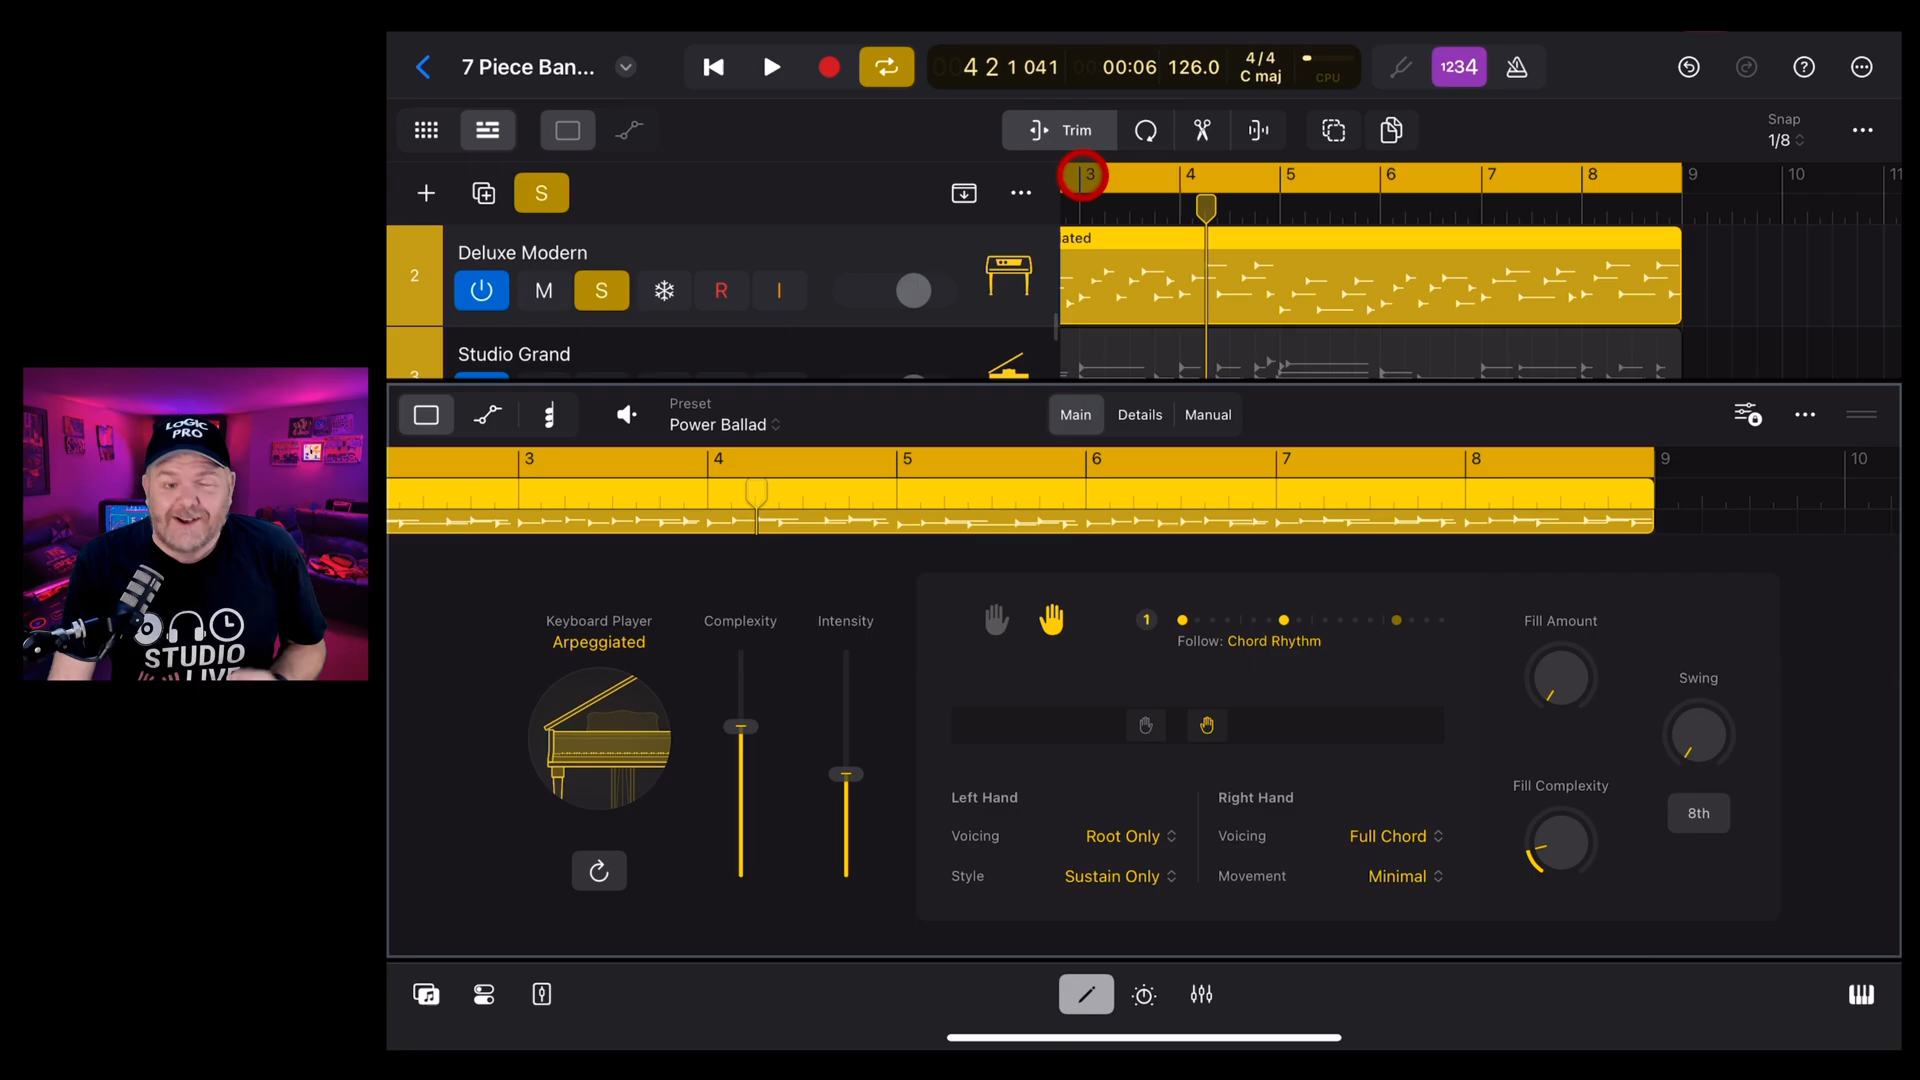 7 Piece Ban...
4 2 1 041
00:06
126.0
4/4
C maj
CPU
1234
Trim
Snap
1/8
S
3 4 5 6 7 8 9 10 11
ated
2
Deluxe Modern
M S R I
3
Studio Grand
Preset
Power Ballad
Main
Details
Manual
3 4 5 6 7 8 9 10
Keyboard Player
Arpeggiated
Complexity
Intensity
1
Follow: Chord Rhythm
Fill Amount
Swing
Left Hand
Right Hand
Fill Complexity
Voicing
Root Only
Voicing
Full Chord
8th
Style
Sustain Only
Movement
Minimal
LOGIC
PRO
STUDIO
LIVE